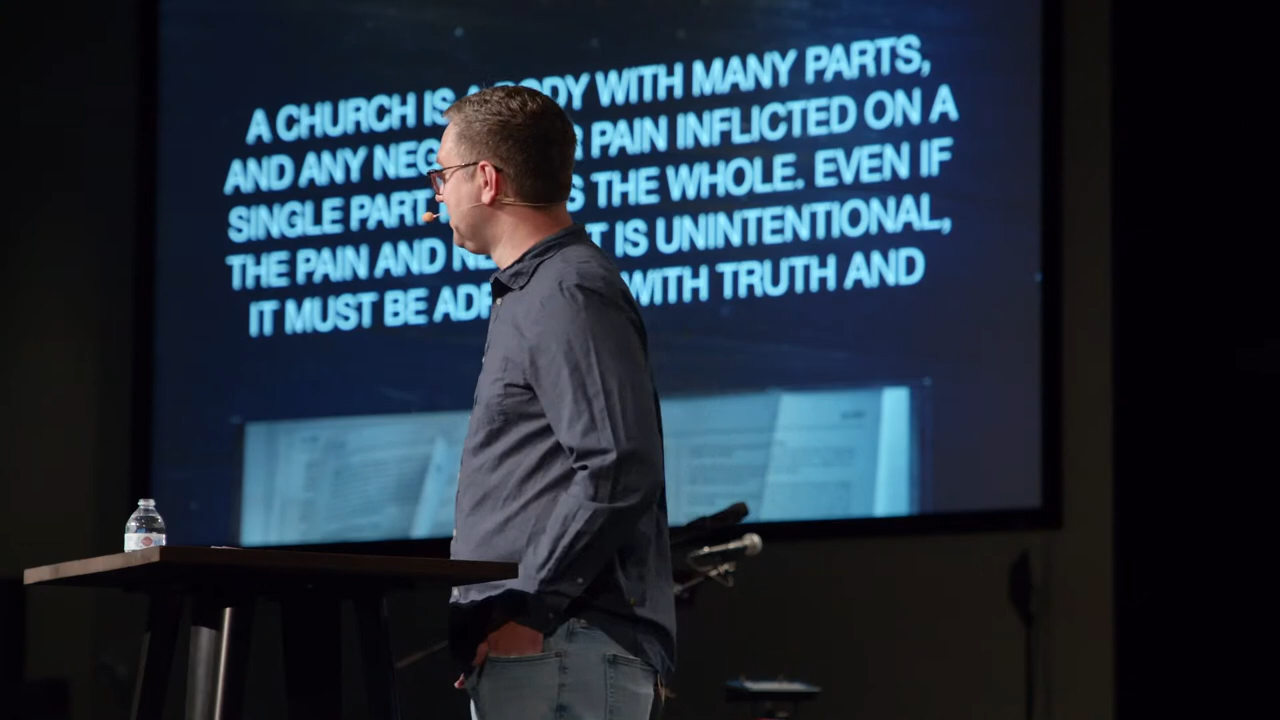 A CHURCH IS A BODY WITH MANY PARTS,
AND ANY NEG PAIN INFLICTED ON A
SINGLE PART THE WHOLE. EVEN IF
THE PAIN AND IS UNINTENTIONAL,
IT MUST BE WITH TRUTH AND